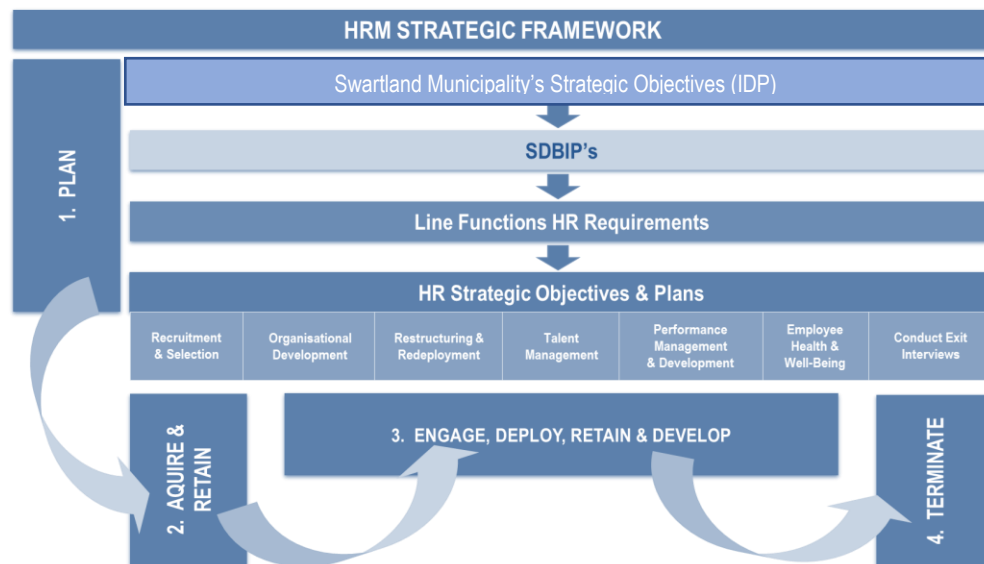 HRM STRATEGIC FRAMEWORK
1. PLAN
Swartland Municipality's Strategic Objectives (IDP)
SDBIP's
Line Functions HR Requirements
HR Strategic Objectives & Plans
Recruitment
& Selection
Organisational
Development
Restructuring &
Redeployment
Talent
Management
Performance
Management
& Development
Employee
Health &
Well-Being
Conduct Exit
Interviews
2. AQUIRE &
RETAIN
3. ENGAGE, DEPLOY, RETAIN & DEVELOP
4. TERMINATE